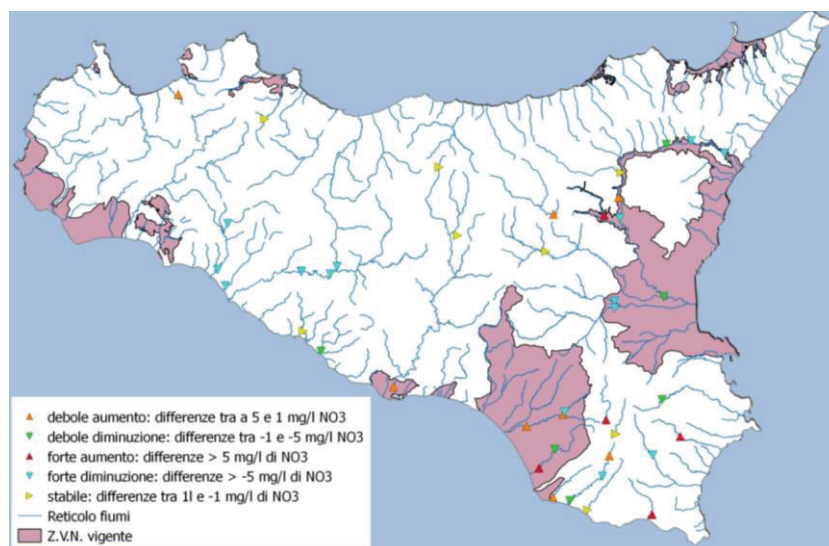 debole aumento: differenze tra a 5 e 1 mg/l NO3
debole diminuzione: differenze tra -1 e -5 mg/l NO3
forte aumento: differenze > 5 mg/l di NO3
forte diminuzione: differenze > -5 mg/l di NO3
stabile: differenze tra 1l e -1 mg/l di NO3
Reticolo fiumi
Z.V.N. vigente